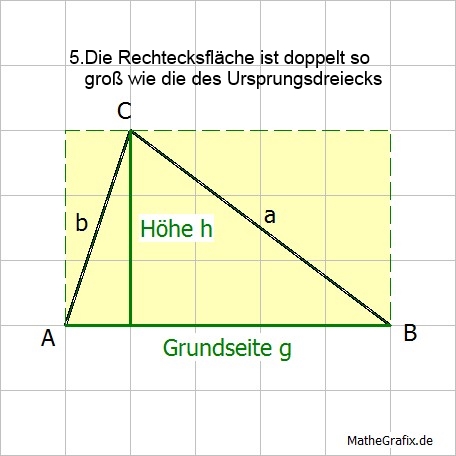 5.Die Rechtecksfläche ist doppelt so
groß wie die des Ursprungsdreiecks
C
b
Höhe h
a
A
B
Grundseite g
MatheGrafix.de